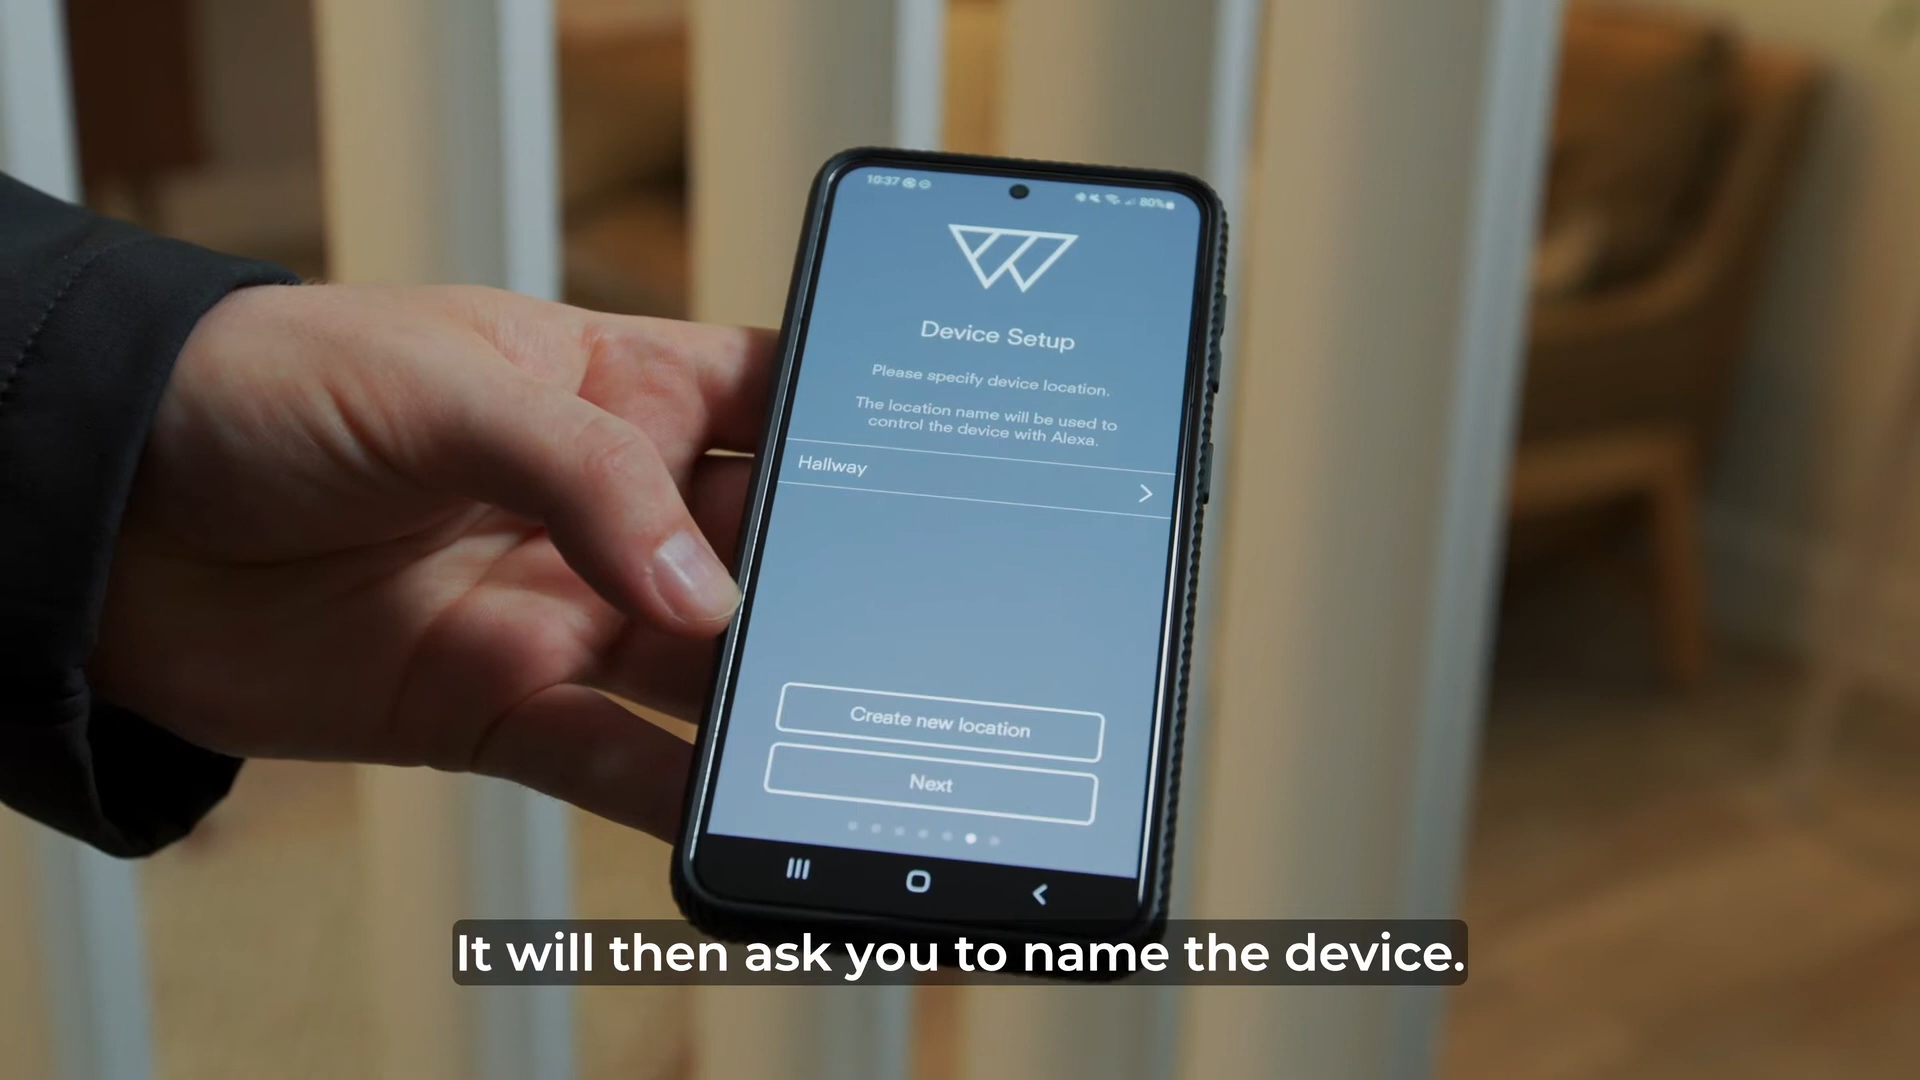 10:37
80%
Device Setup
Please specify device location.
The location name will be used to
control the device with Alexa.
Hallway
Create new location
Next
It will then ask you to name the device.